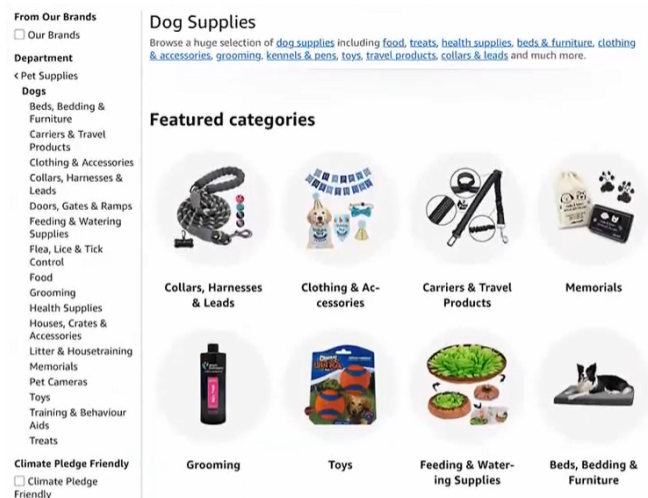 From Our Brands
Our Brands
Department
< Pet Supplies
Dogs
Beds, Bedding &
Furniture
Carriers & Travel
Products
Clothing & Accessories
Collars, Harnesses &
Leads
Doors, Gates & Ramps
Feeding & Watering
Supplies
Flea, Lice & Tick
Control
Food
Grooming
Health Supplies
Houses, Crates &
Accessories
Litter & Housetraining
Memorials
Pet Cameras
Toys
Training & Behaviour
Aids
Treats
Climate Pledge Friendly
Climate Pledge
Friendly
Dog Supplies
Browse a huge selection of dog supplies including food, treats, health supplies, beds & furniture, clothing
& accessories, grooming, kennels & pens, toys, travel products, collars & leads and much more.
Featured categories
Collars, Harnesses
& Leads
Clothing & Ac-
cessories
Carriers & Travel
Products
Memorials
Grooming
Toys
Feeding & Water-
ing Supplies
Beds, Bedding &
Furniture